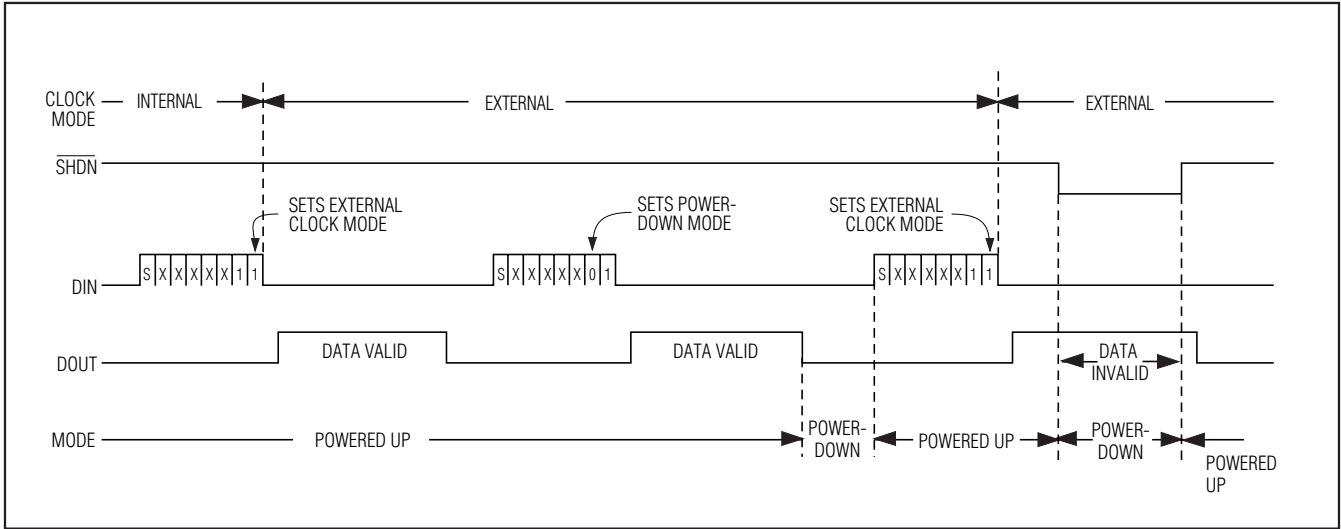 CLOCK
MODE
INTERNAL
EXTERNAL
EXTERNAL
SHDN
SETS EXTERNAL
CLOCK MODE
SETS POWER-
DOWN MODE
SETS EXTERNAL
CLOCK MODE
DIN
S X X X X X 1 1
S X X X X X 0 1
S X X X X X 1 1
DOUT
DATA VALID
DATA VALID
DATA
INVALID
MODE
POWERED UP
POWER-
DOWN
POWERED UP
POWER-
DOWN
POWERED
UP